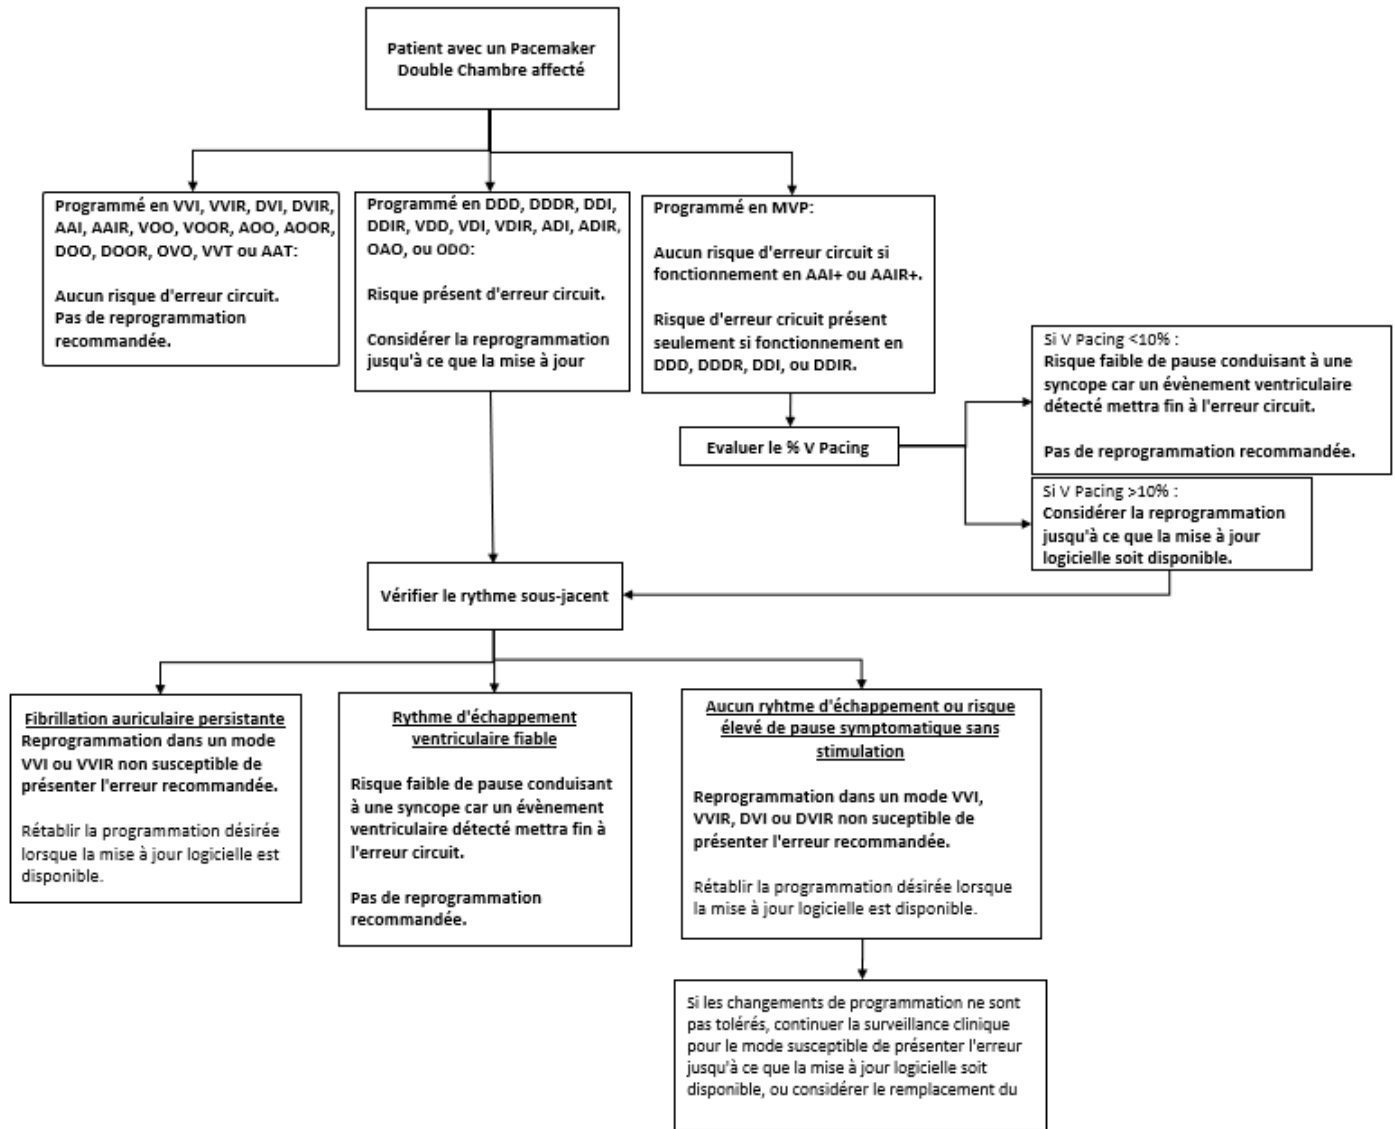 Patient avec un Pacemaker
Double Chambre affecté
Programmé en VVI, VVIR, DVI, DVIR,
AAI, AAIR, VOO, VOOR, AOO, AOOR,
DOO, DOOR, OVO, VVT ou AAT:
Aucun risque d'erreur circuit.
Pas de reprogrammation
recommandée.
Programmé en DDD, DDDR, DDI,
DDIR, VDD, VDI, VDIR, ADI, ADIR,
OAO, ou ODO:
Risque présent d'erreur circuit.
Considérer la reprogrammation
jusqu'à ce que la mise à jour
Programmé en MVP:
Aucun risque d'erreur circuit si
fonctionnement en AAI+ ou AAIR+.
Risque d'erreur cricuit présent
seulement si fonctionnement en
DDD, DDDR, DDI, ou DDIR.
Evaluer le % V Pacing
Si V Pacing <10% :
Risque faible de pause conduisant à une
syncope car un évènement ventriculaire
détecté mettra fin à l'erreur circuit.
Pas de reprogrammation recommandée.
Si V Pacing >10% :
Considérer la reprogrammation
jusqu'à ce que la mise à jour
logicielle soit disponible.
Vérifier le rythme sous-jacent
Fibrillation auriculaire persistante
Reprogrammation dans un mode
VVI ou VVIR non susceptible de
présenter l'erreur recommandée.
Rétablir la programmation désirée
lorsque la mise à jour logicielle est
disponible.
Rythme d'échappement
ventriculaire fiable
Risque faible de pause conduisant
à une syncope car un évènement
ventriculaire détecté mettra fin à
l'erreur circuit.
Pas de reprogrammation
recommandée.
Aucun ryhtme d'échappement ou risque
élevé de pause symptomatique sans
stimulation
Reprogrammation dans un mode VVI,
VVIR, DVI ou DVIR non suceptible de
présenter l'erreur recommandée.
Rétablir la programmation désirée lorsque
la mise à jour logicielle est disponible.
Si les changements de programmation ne sont
pas tolérés, continuer la surveillance clinique
pour le mode susceptible de présenter l'erreur
jusqu'à ce que la mise à jour logicielle soit
disponible, ou considérer le remplacement du